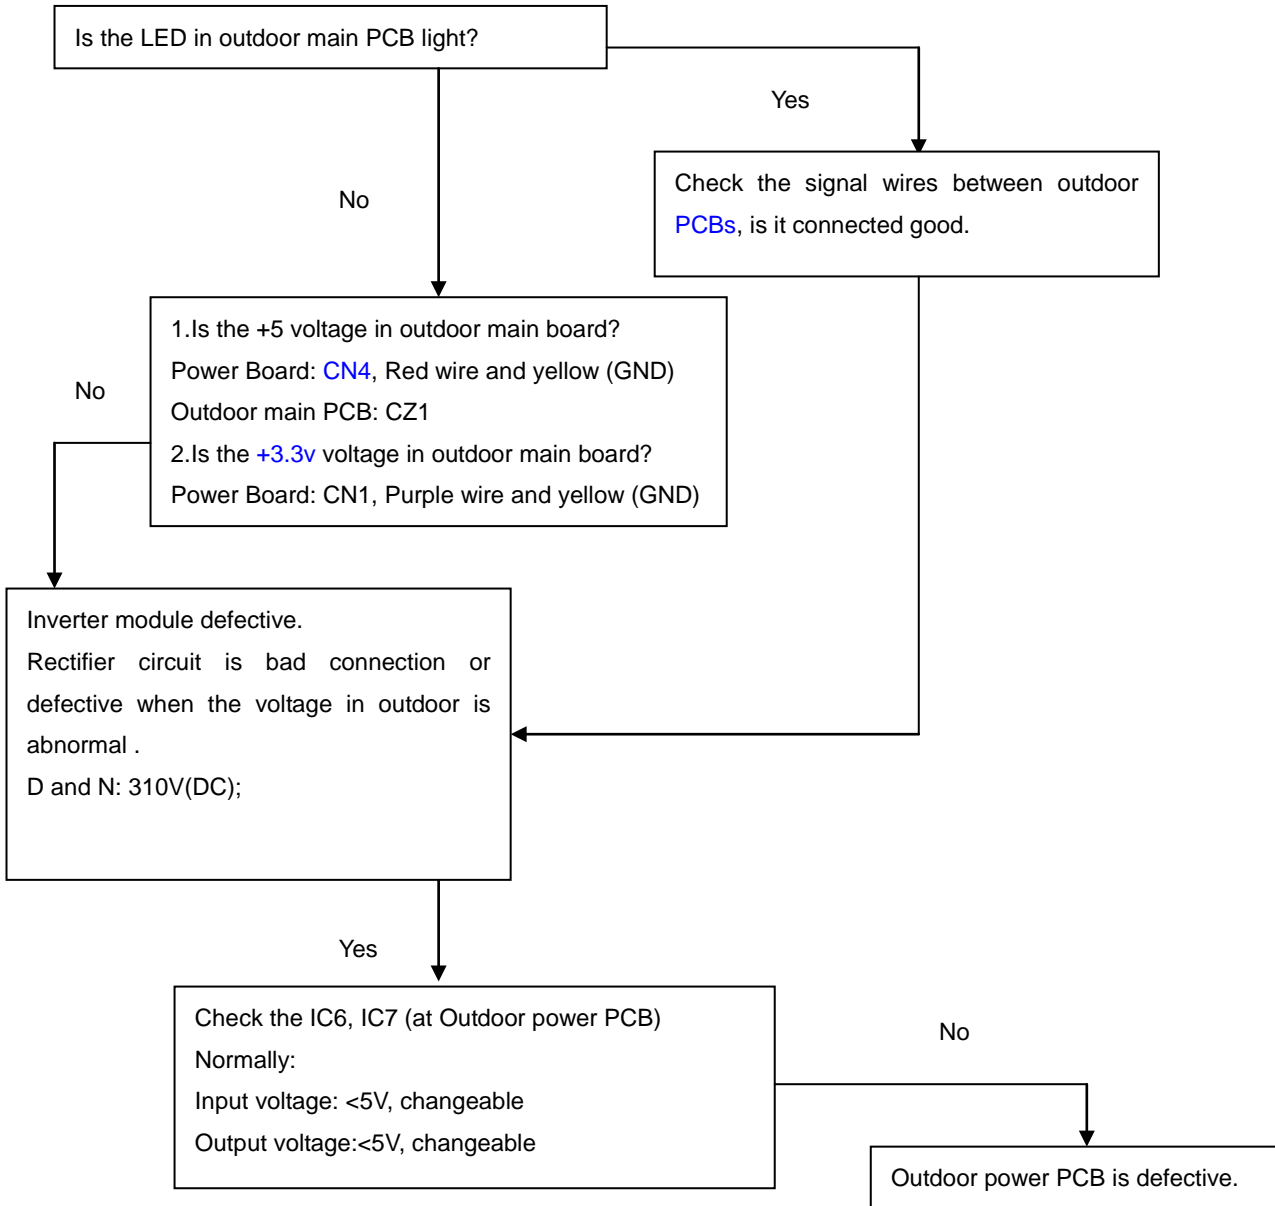 Is the LED in outdoor main PCB light?
Yes
Check the signal wires between outdoor
PCBs, is it connected good.
No
1.Is the +5 voltage in outdoor main board?
Power Board: CN4, Red wire and yellow (GND)
Outdoor main PCB: CZ1
2.Is the +3.3v voltage in outdoor main board?
Power Board: CN1, Purple wire and yellow (GND)
No
Inverter module defective.
Rectifier circuit is bad connection or
defective when the voltage in outdoor is
abnormal .
D and N: 310V(DC);
Yes
Check the IC6, IC7 (at Outdoor power PCB)
Normally:
Input voltage: <5V, changeable
Output voltage:<5V, changeable
No
Outdoor power PCB is defective.